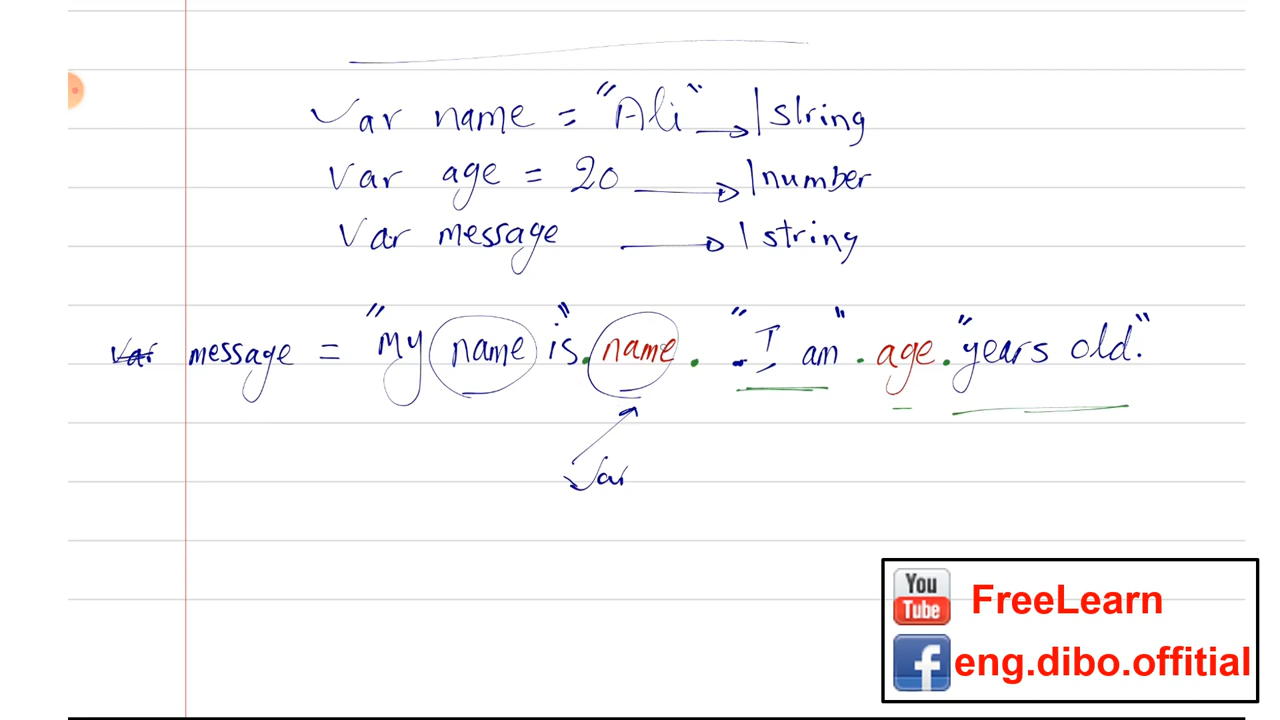 Var name = "Ali" → | string
Var age = 20 → | number
Var message → | string
var message = "My name is". name. ". I am". age. "years old."
Var
You Tube FreeLearn
f eng.dibo.offitial